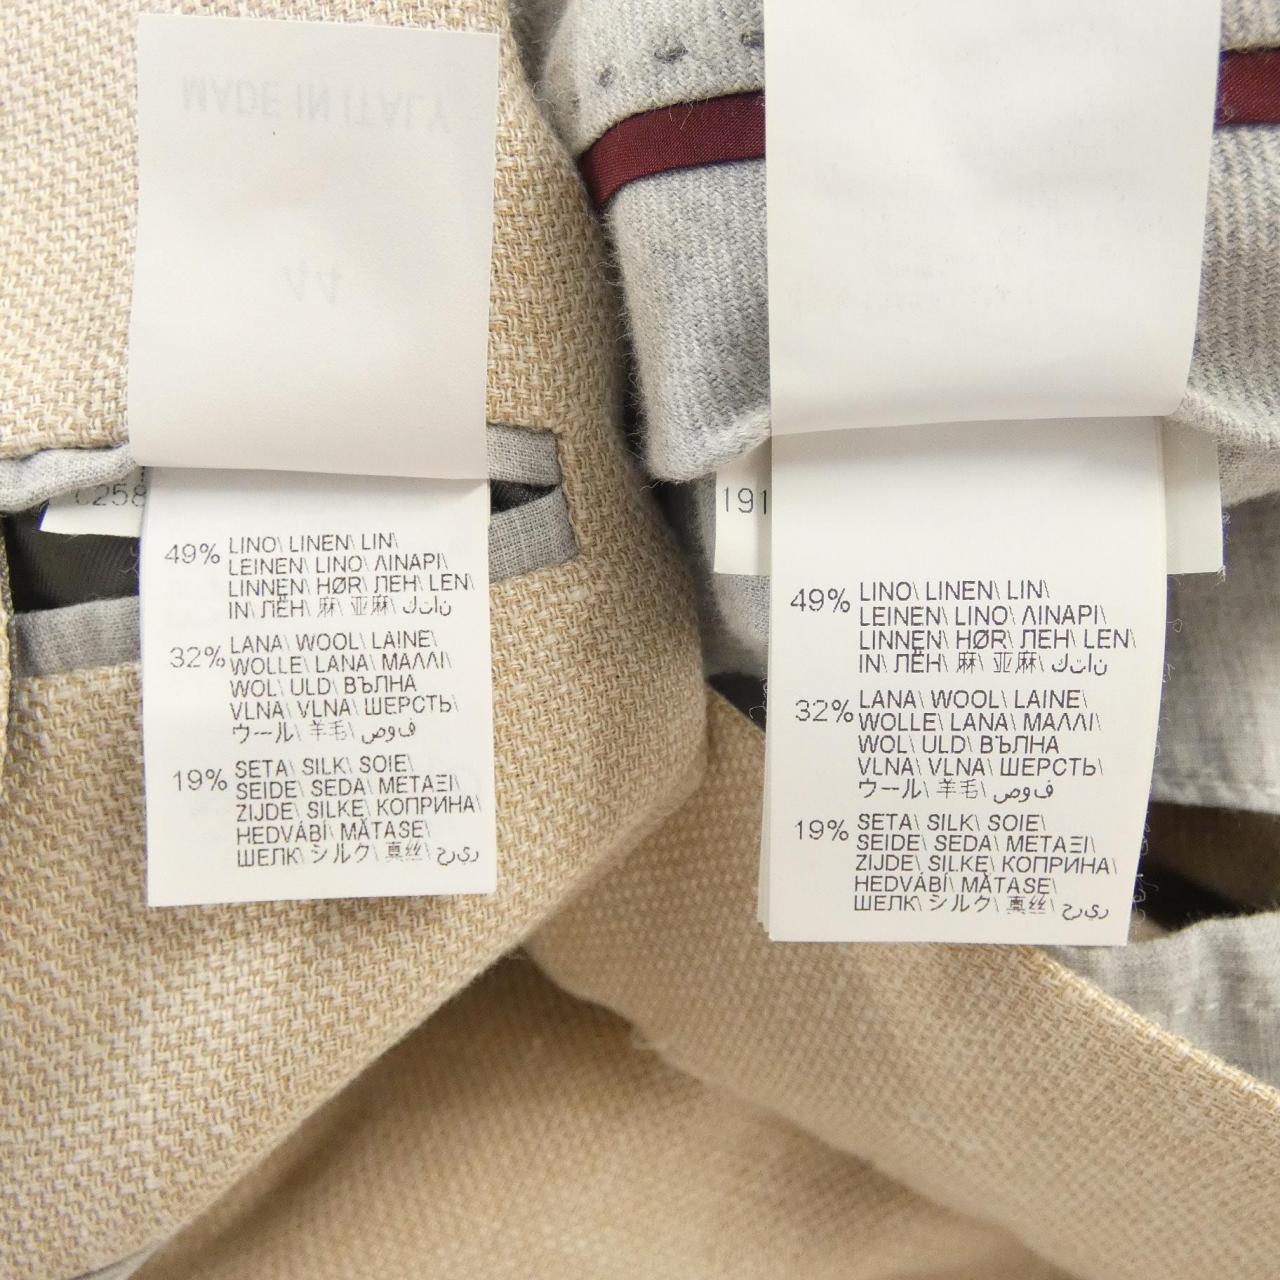 MADE IN ITALY
44
C258
49% LINO\ LINEN\ LIN\
LEINEN\ LINO\ ΛΙΝΑΡΙ\
LINNEN\ HØR\ ЛЕН\ LEN\
IN\ ЛЁН\ 麻\ 亚麻\ كتان
32% LANA\ WOOL\ LAINE\
WOLLE\ LANA\ ΜΑΛΛΙ\
WOL\ ULD\ ВЪЛНА
VLNA\ VLNA\ ШЕРСТЬ\
ウール\ 羊毛\ صوف
19% SETA\ SILK\ SOIE\
SEIDE\ SEDA\ ΜΕΤΑΞΙ\
ZIJDE\ SILKE\ КОПРИНА\
HEDVÁBÍ\ MĂTASE\
ШЕЛК\ シルク\ 真丝\ حرير
191
49% LINO\ LINEN\ LIN\
LEINEN\ LINO\ ΛΙΝΑΡΙ\
LINNEN\ HØR\ ЛЕН\ LEN\
IN\ ЛЁН\ 麻\ 亚麻\ كتان
32% LANA\ WOOL\ LAINE\
WOLLE\ LANA\ ΜΑΛΛΙ\
WOL\ ULD\ ВЪЛНА
VLNA\ VLNA\ ШЕРСТЬ\
ウール\ 羊毛\ صوف
19% SETA\ SILK\ SOIE\
SEIDE\ SEDA\ ΜΕΤΑΞΙ\
ZIJDE\ SILKE\ КОПРИНА\
HEDVÁBÍ\ MĂTASE\
ШЕЛК\ シルク\ 真丝\ حرير